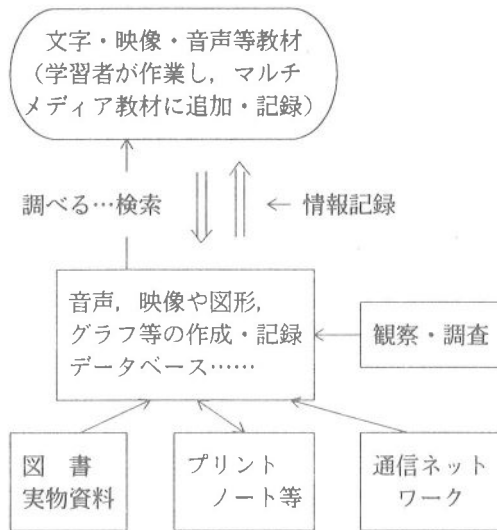 文字・映像・音声等教材
（学習者が作業し，マルチ
メディア教材に追加・記録）
調べる…検索
← 情報記録
音声，映像や図形，
グラフ等の作成・記録
データベース……
観察・調査
図　書
実物資料
プリント
ノート等
通信ネット
ワーク